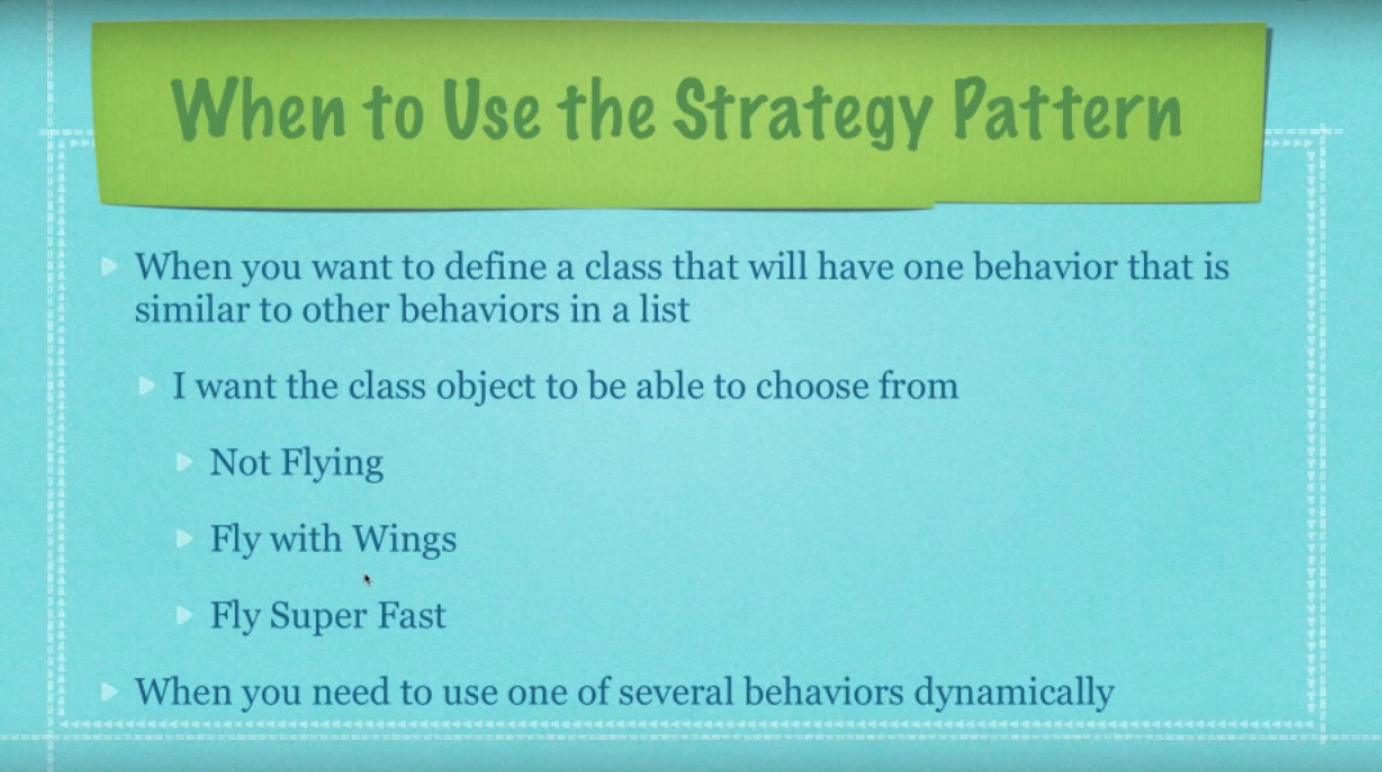 When to Use the Strategy Pattern
When you want to define a class that will have one behavior that is
similar to other behaviors in a list
I want the class object to be able to choose from
Not Flying
Fly with Wings
Fly Super Fast
When you need to use one of several behaviors dynamically